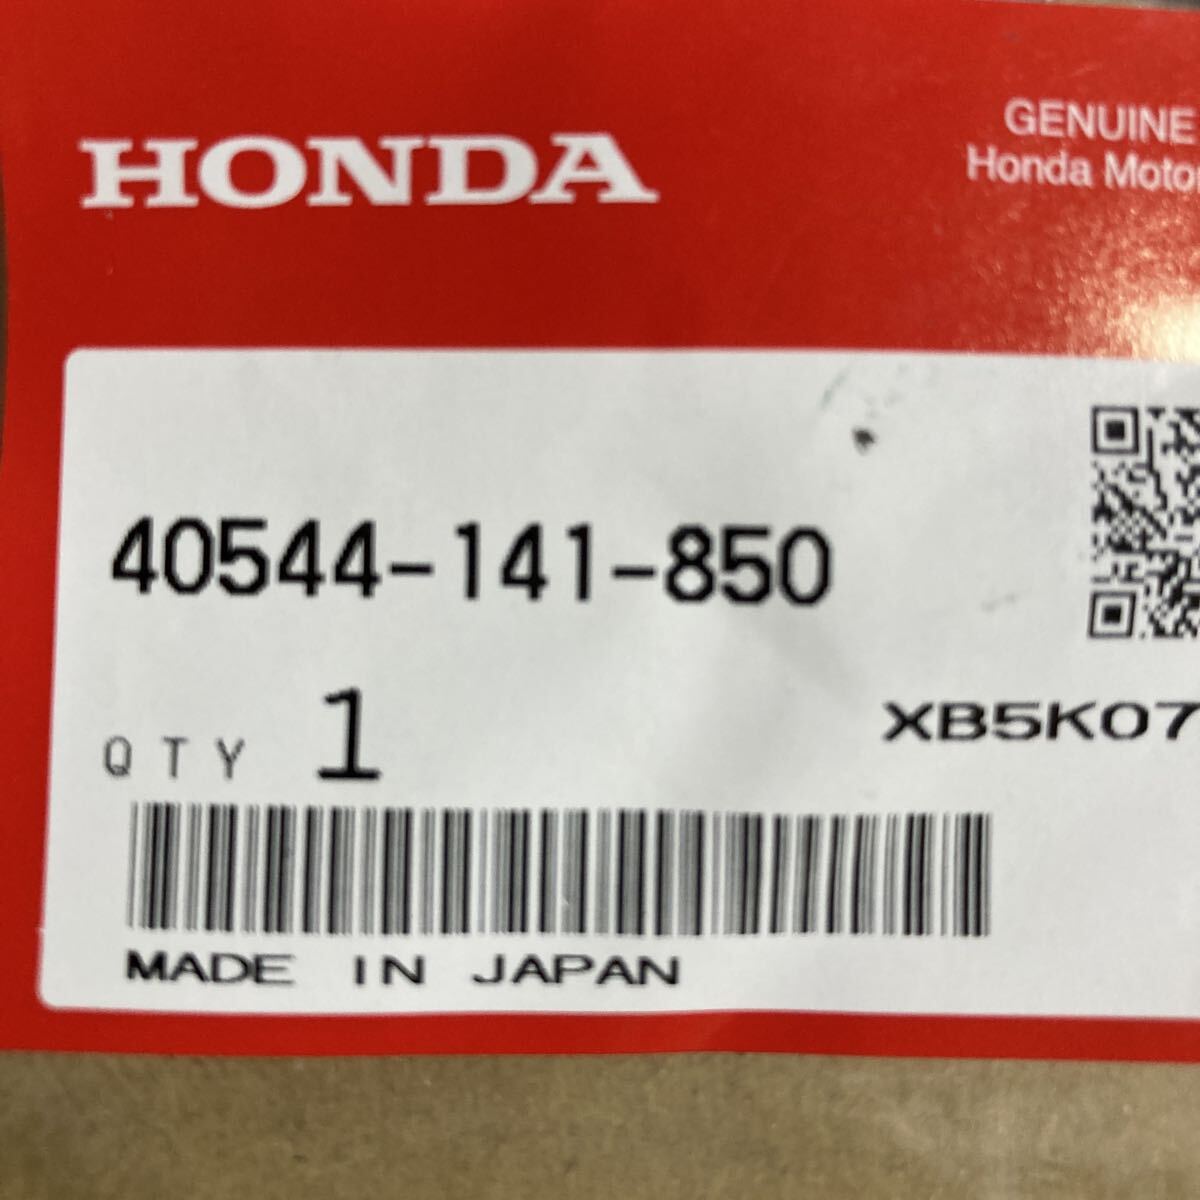 HONDA
GENUINE
Honda Motor
40544-141-850
QTY 1
XB5K07
MADE IN JAPAN